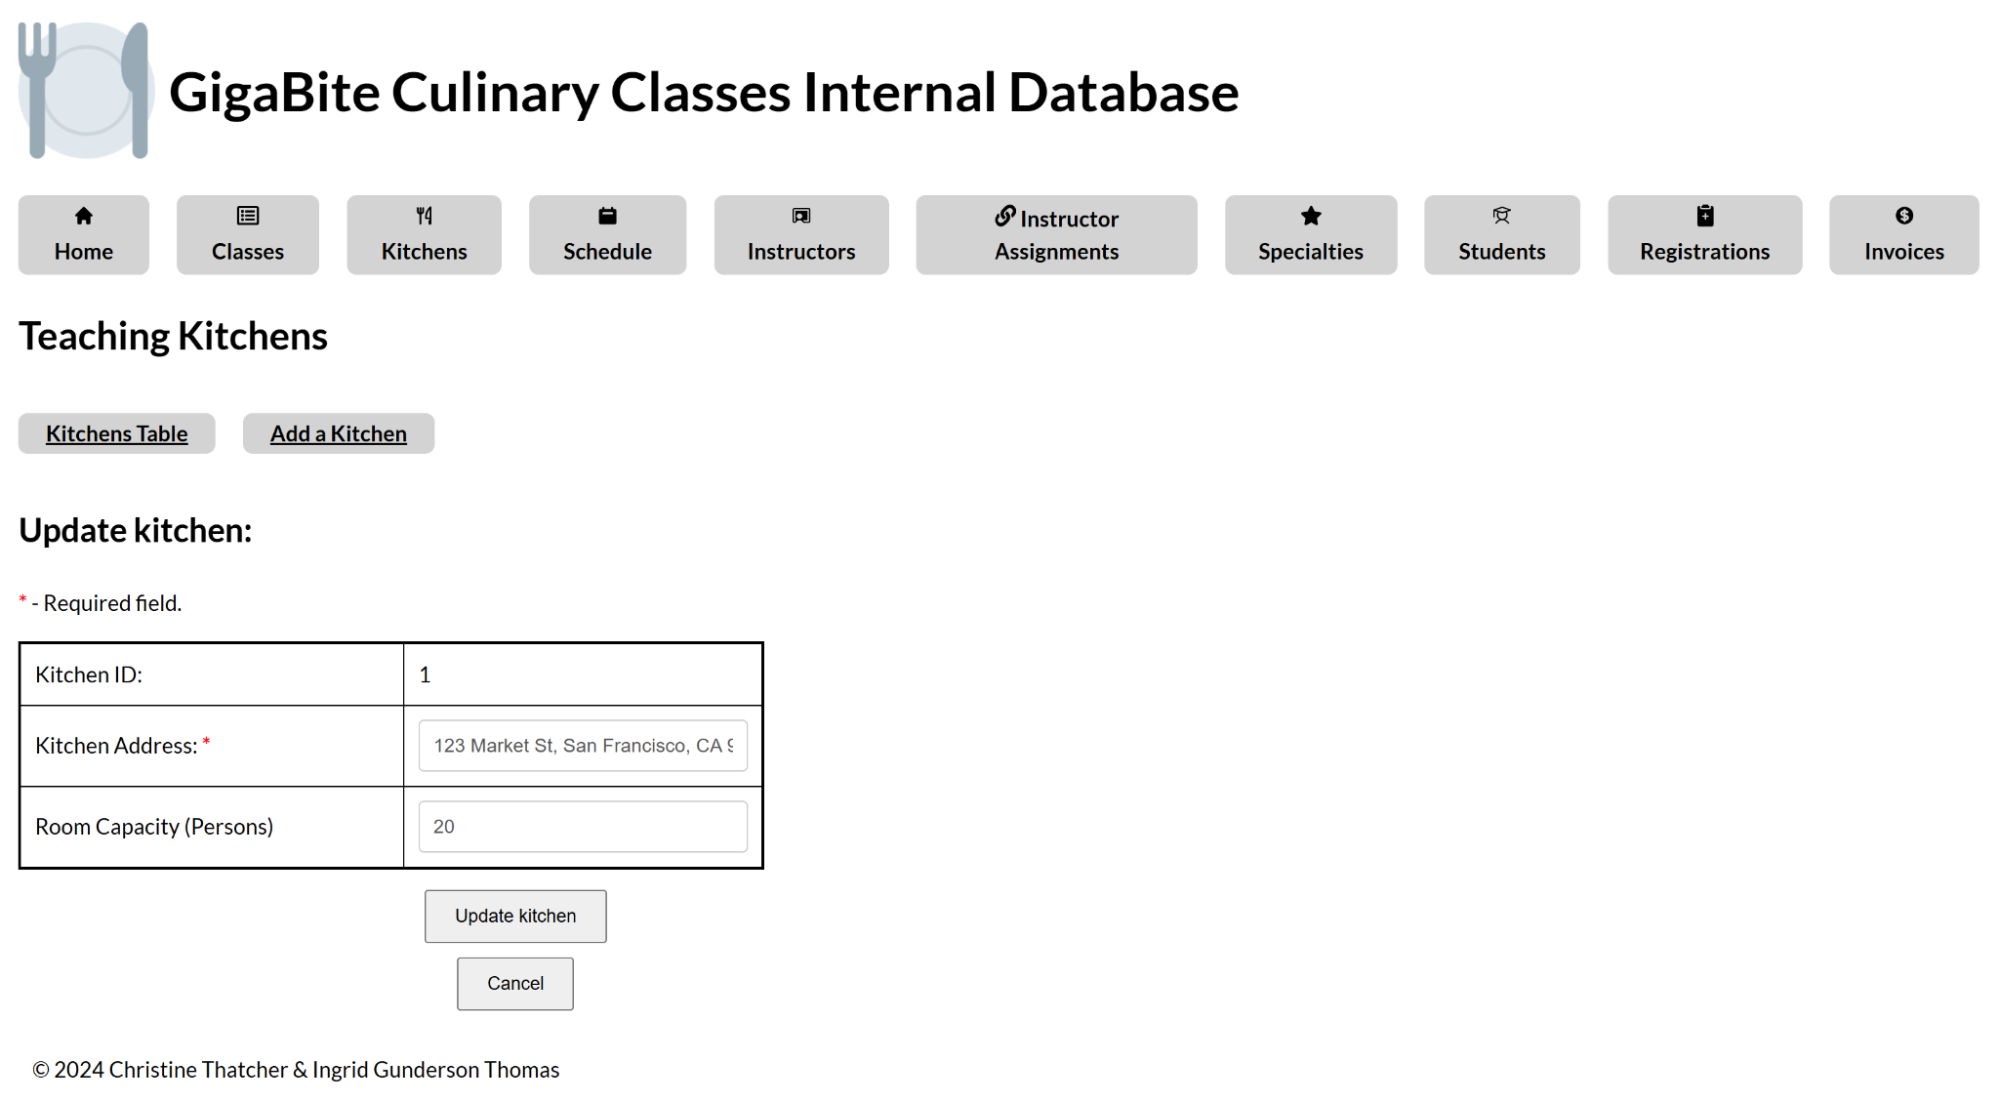 GigaBite Culinary Classes Internal Database
Home
Classes
Kitchens
Schedule
Instructors
Instructor
Assignments
Specialties
Students
Registrations
Invoices
Teaching Kitchens
Kitchens Table
Add a Kitchen
Update kitchen:
* - Required field.
Kitchen ID: 1
Kitchen Address: * 123 Market St, San Francisco, CA
Room Capacity (Persons) 20
Update kitchen
Cancel
© 2024 Christine Thatcher & Ingrid Gunderson Thomas